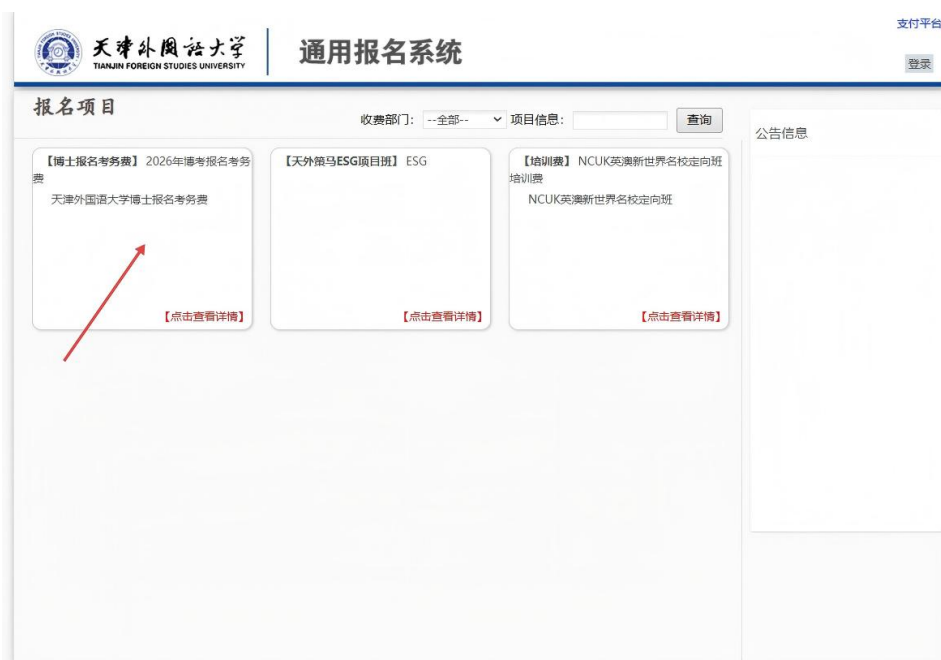 支付平台
天津外国语大学
TIANJIN FOREIGN STUDIES UNIVERSITY
通用报名系统
登录
报名项目
收费部门： --全部-- 项目信息： 查询
公告信息
【博士报名考务费】 2026年博考报名考务
费
天津外国语大学博士报名考务费
【点击查看详情】
【天外策马ESG项目班】 ESG
【点击查看详情】
【培训费】 NCUK英澳新世界名校定向班
培训费
NCUK英澳新世界名校定向班
【点击查看详情】